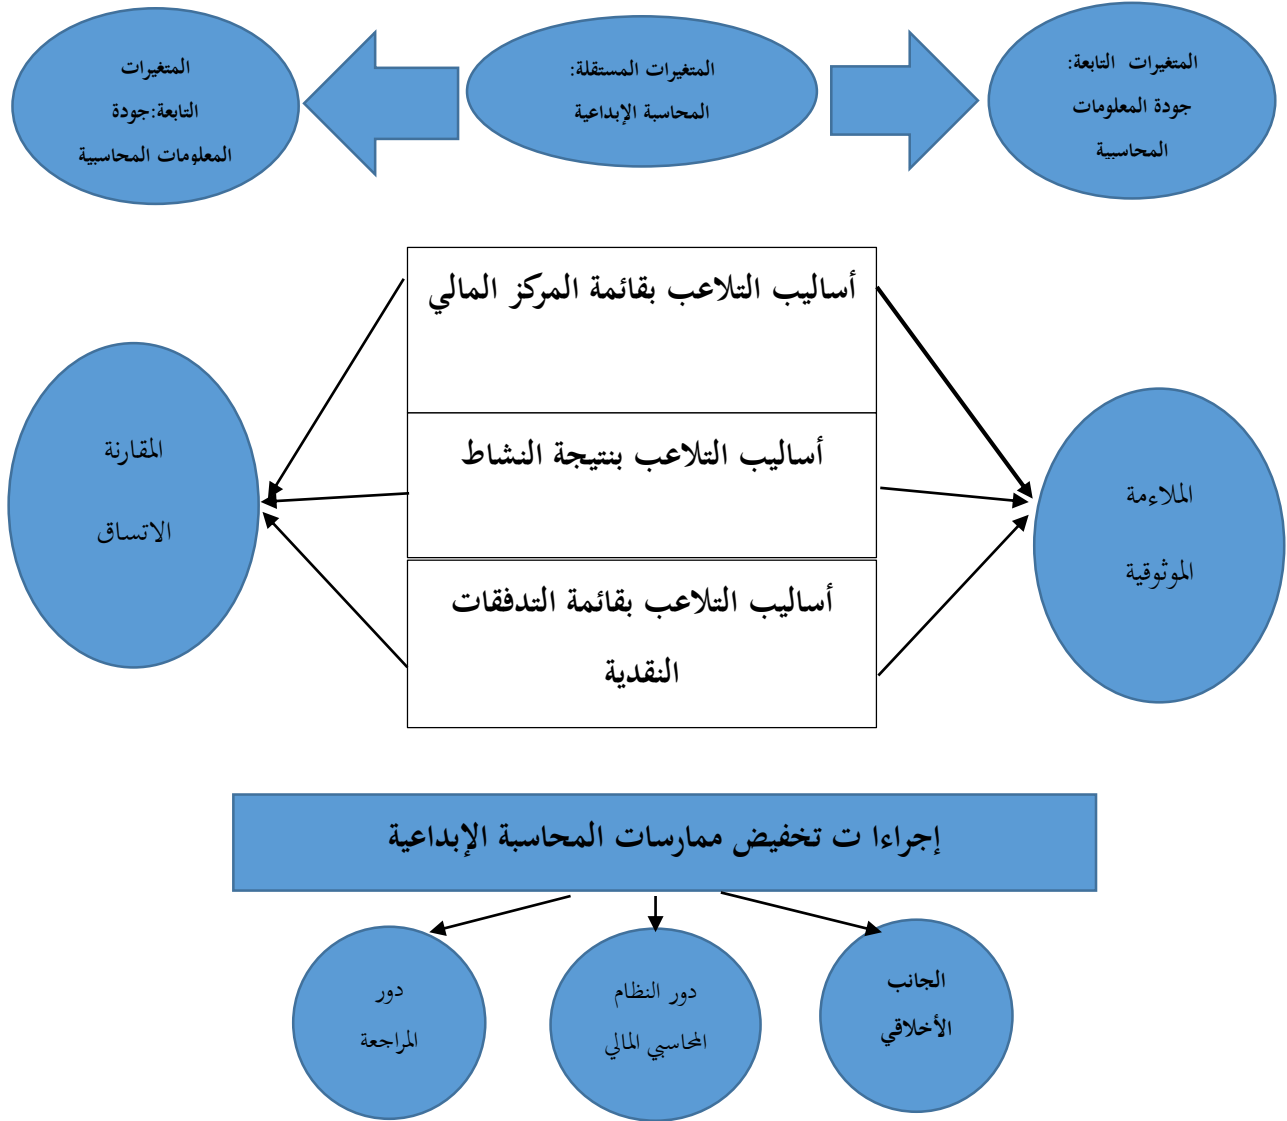 المتغيرات التابعة:
جودة المعلومات
المحاسبية
المتغيرات المستقلة:
المحاسبة الإبداعية
المتغيرات
التابعة:جودة
المعلومات المحاسبية
أساليب التلاعب بقائمة المركز المالي
أساليب التلاعب بنتيجة النشاط
أساليب التلاعب بقائمة التدفقات
النقدية
الملاءمة
الموثوقية
المقارنة
الاتساق
إجراءا ت تخفيض ممارسات المحاسبة الإبداعية
الجانب
الأخلاقي
دور النظام
المحاسبي المالي
دور
المراجعة